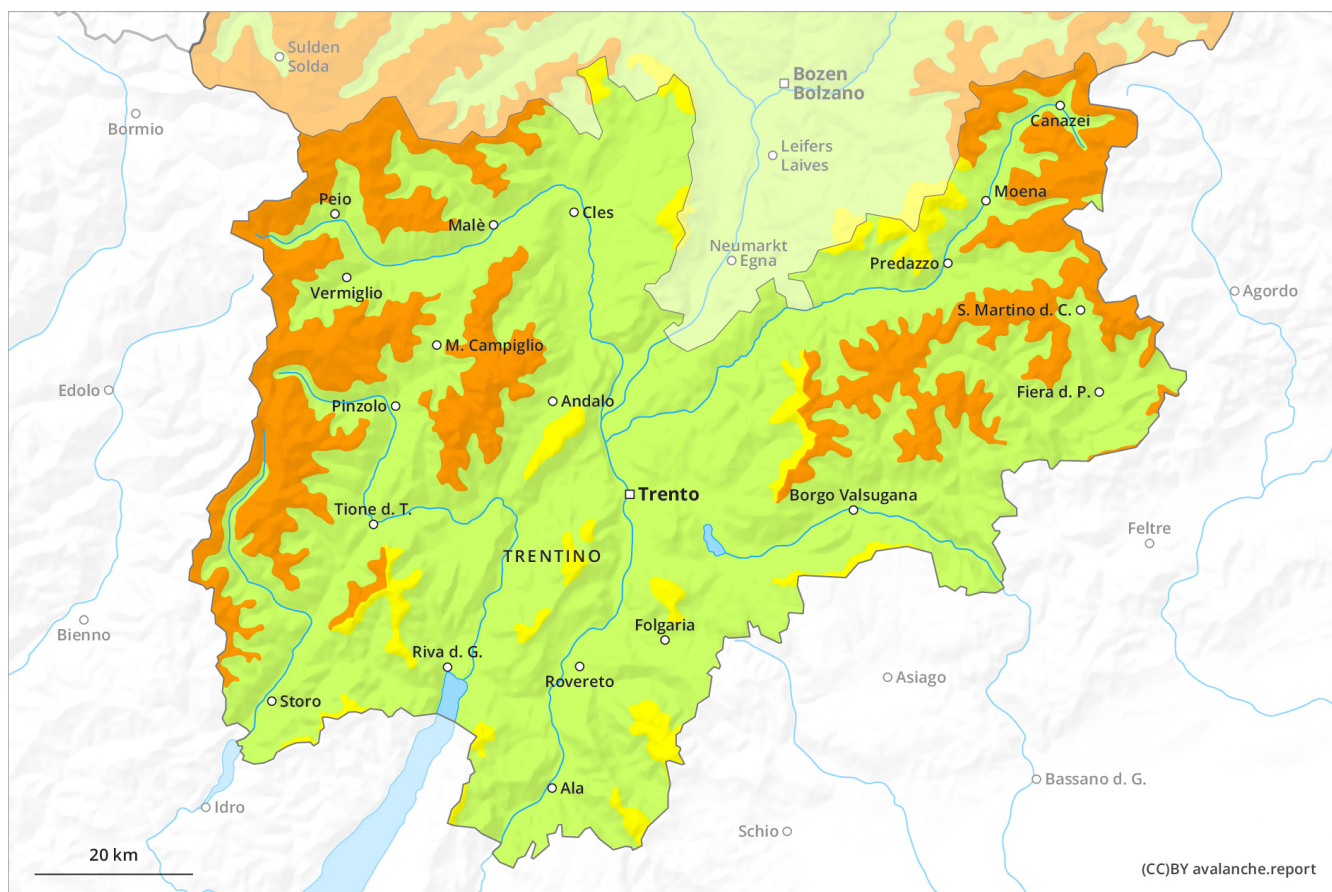 Sulden
Solda
Bozen
Bolzano
Bormio
Canazei
Leifers
Laives
Peio
Moena
Malè
Cles
Neumarkt
Egna
Predazzo
Vermiglio
Agordo
S. Martino d. C.
M. Campiglio
Edolo
Fiera d. P.
Pinzolo
Andalo
Trento
Borgo Valsugana
Tione d. T.
Feltre
TRENTINO
Bienno
Folgaria
Riva d. G.
Asiago
Rovereto
Storo
Bassano d. G.
Ala
Idro
Schio
20 km
(CC)BY avalanche.report